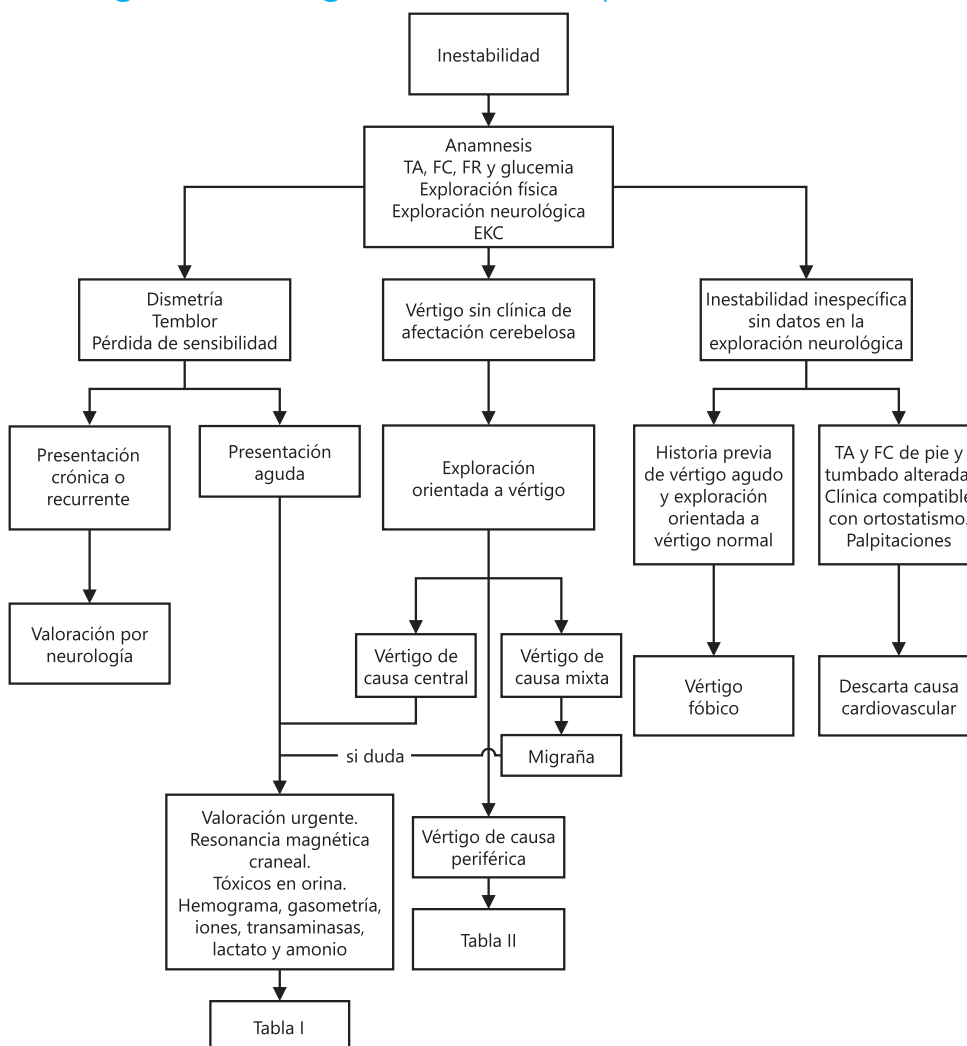 Inestabilidad
Anamnesis
TA, FC, FR y glucemia
Exploración física
Exploración neurológica
EKC
Dismetría
Temblor
Pérdida de sensibilidad
Vértigo sin clínica de
afectación cerebelosa
Inestabilidad inespecífica
sin datos en la
exploración neurológica
Presentación
crónica o
recurrente
Presentación
aguda
Exploración
orientada a vértigo
Historia previa
de vértigo agudo
y exploración
orientada a
vértigo normal
TA y FC de pie y
tumbado alterada
Clínica compatible
con ortostatismo.
Palpitaciones
Valoración por
neurología
Vértigo de
causa central
Vértigo de
causa mixta
Vértigo
fóbico
Descarta causa
cardiovascular
si duda
Migraña
Valoración urgente.
Resonancia magnética
craneal.
Tóxicos en orina.
Hemograma, gasometría,
iones, transaminasas,
lactato y amonio
Vértigo de causa
periférica
Tabla II
Tabla I